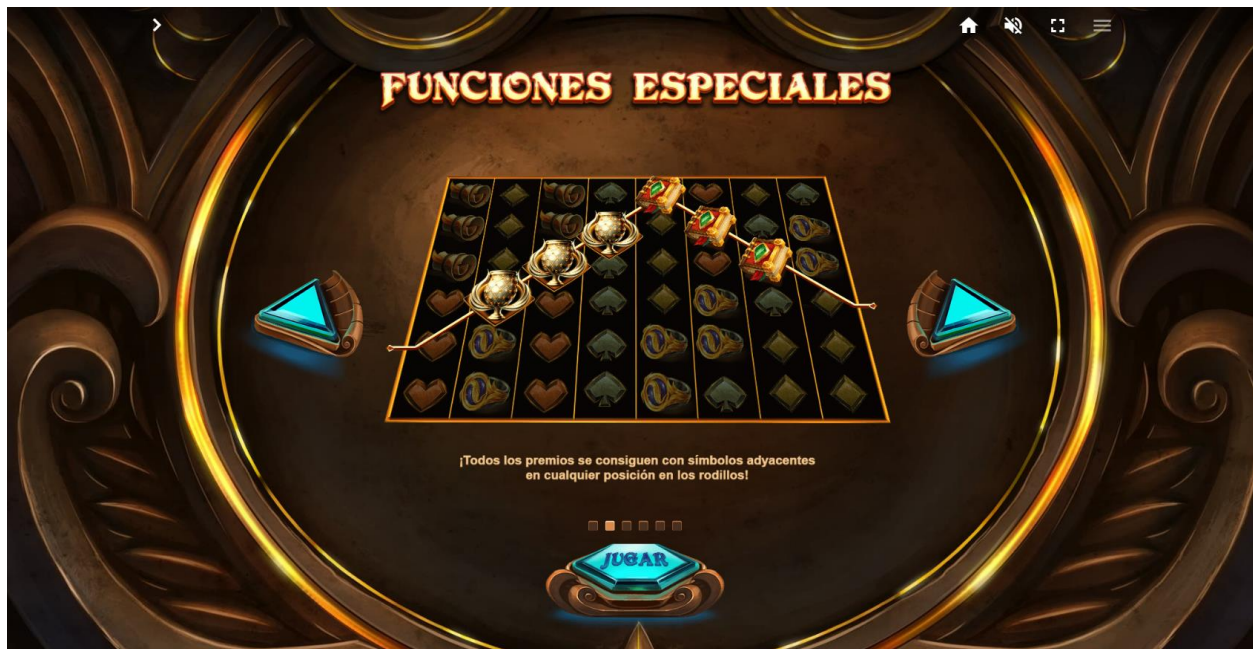 FUNCIONES ESPECIALES
¡Todos los premios se consiguen con símbolos adyacentes
en cualquier posición en los rodillos!
JUGAR